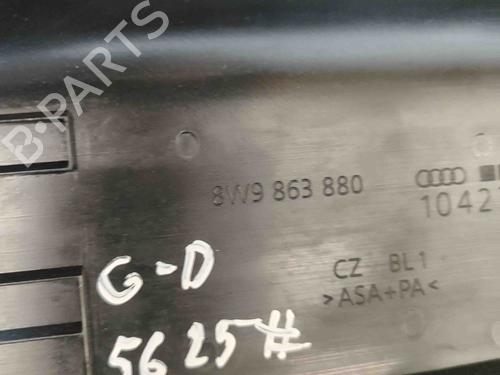 B-PARTS
8W9 863 880
1042
CZ BL1
>ASA+PA<
G-D
5625#